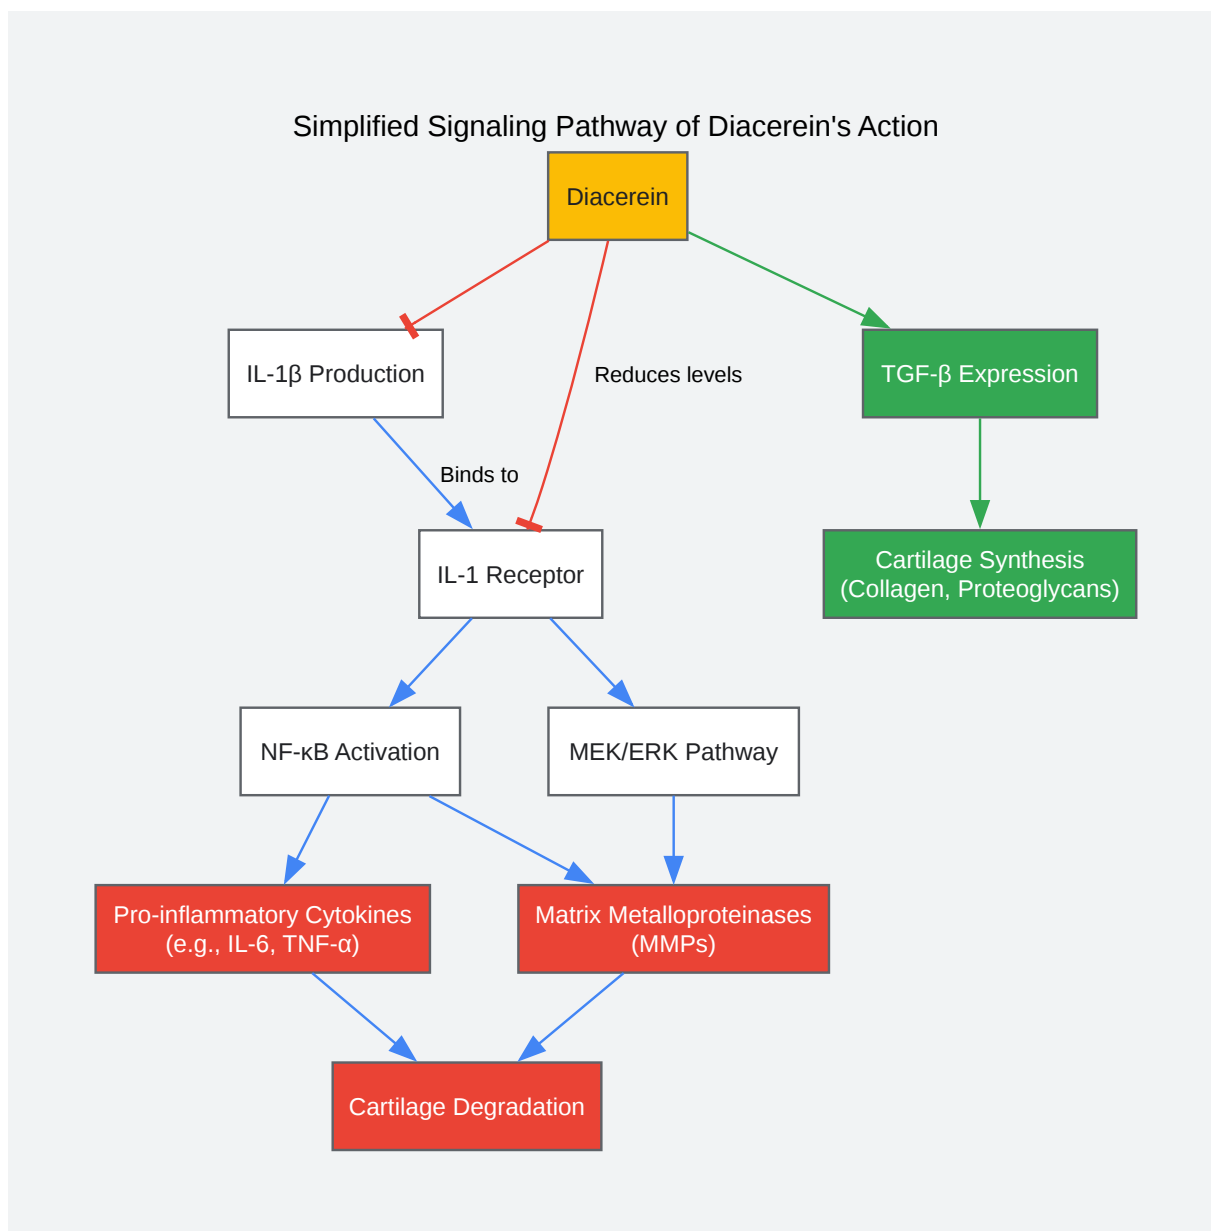 Simplified Signaling Pathway of Diacerein's Action
Diacerein
IL-1β Production
Reduces levels
TGF-β Expression
Binds to
IL-1 Receptor
Cartilage Synthesis
(Collagen, Proteoglycans)
NF-κB Activation
MEK/ERK Pathway
Pro-inflammatory Cytokines
(e.g., IL-6, TNF-α)
Matrix Metalloproteinases
(MMPs)
Cartilage Degradation